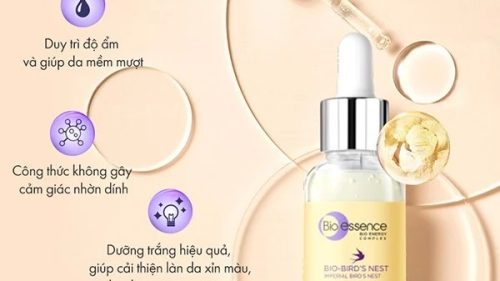 Duy trì độ ẩm
và giúp da mềm mượt
Công thức không gây
cảm giác nhờn dính
Dưỡng trắng hiệu quả,
giúp cải thiện làn da xỉn màu,
Bio essence
BIO ENERGY
COMPLEX
BIO-BIRD'S NEST
IMPERIAL BIRD'S NEST